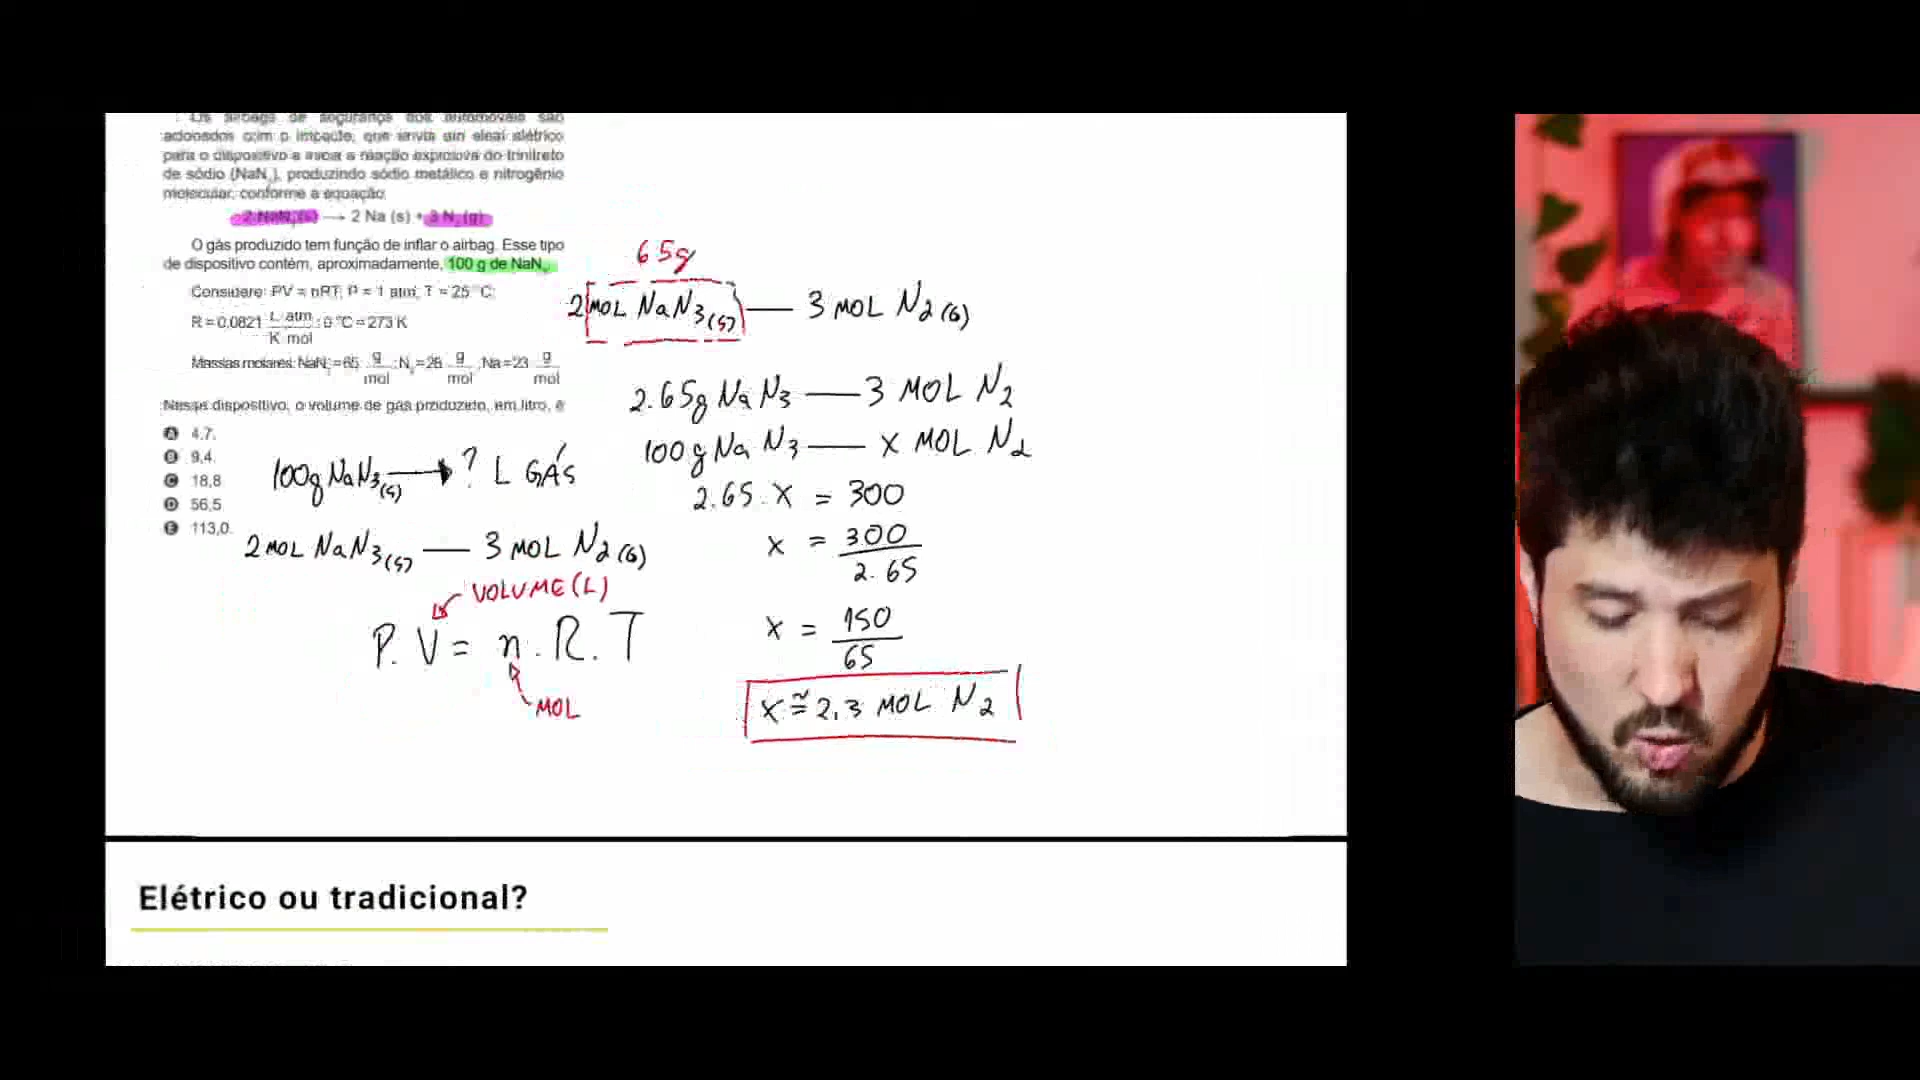 Os airbags de segurança dos automóveis são
acionados com o impacto, que envia um sinal elétrico
para o dispositivo e inicia a reação explosiva do trinitreto
de sódio (NaN₃), produzindo sódio metálico e nitrogênio
molecular, conforme a equação:
2 NaN₃(s) → 2 Na (s) + 3 N₂(g)
O gás produzido tem função de inflar o airbag. Esse tipo
de dispositivo contém, aproximadamente, 100 g de NaN₃.
Considere: PV = nRT; P = 1 atm; T = 25 °C;
R = 0,0821 L atm / K mol ; 0 °C = 273 K
Massas molares: NaN₃ = 65 g/mol ; N₂ = 28 g/mol ; Na = 23 g/mol
Nesse dispositivo, o volume de gás produzido, em litro, é
A 4,7.
B 9,4.
C 18,8
D 56,5.
E 113,0.
100g NaN₃(s) → ? L GÁS
2 MOL NaN₃(s) — 3 MOL N₂(G)
VOLUME (L)
P. V = n . R . T
MOL
65g
2 MOL NaN₃(s) — 3 MOL N₂(G)
2.65g NaN₃ — 3 MOL N₂
100g NaN₃ — X MOL N₂
2.65.X = 300
X = 300 / 2.65
X = 150 / 65
X ≅ 2,3 MOL N₂
Elétrico ou tradicional?